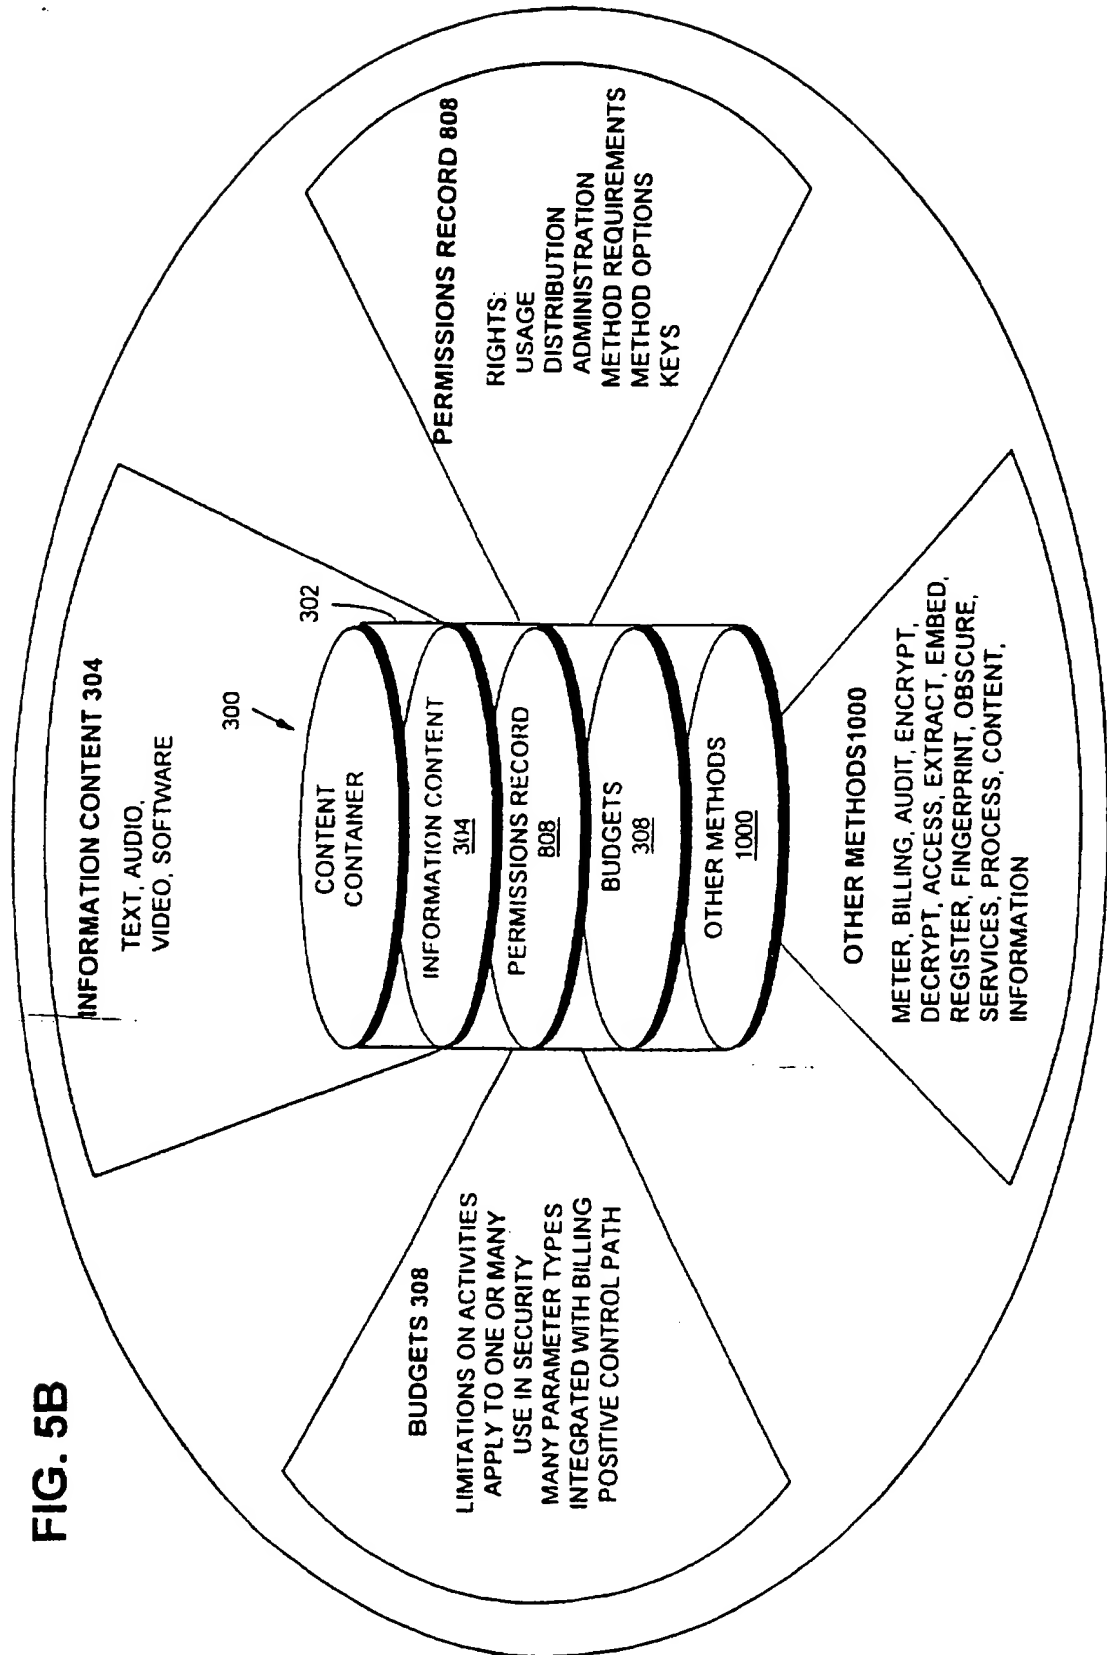 FIG. 5B
INFORMATION CONTENT 304
TEXT, AUDIO,
VIDEO, SOFTWARE
300
302
CONTENT
CONTAINER
INFORMATION CONTENT
304
PERMISSIONS RECORD
808
BUDGETS
308
OTHER METHODS
1000
BUDGETS 308
LIMITATIONS ON ACTIVITIES
APPLY TO ONE OR MANY
USE IN SECURITY
MANY PARAMETER TYPES
INTEGRATED WITH BILLING
POSITIVE CONTROL PATH
PERMISSIONS RECORD 808
RIGHTS:
USAGE
DISTRIBUTION
ADMINISTRATION
METHOD REQUIREMENTS
METHOD OPTIONS
KEYS
OTHER METHODS1000
METER, BILLING, AUDIT, ENCRYPT,
DECRYPT, ACCESS, EXTRACT, EMBED,
REGISTER, FINGERPRINT, OBSCURE,
SERVICES, PROCESS, CONTENT,
INFORMATION